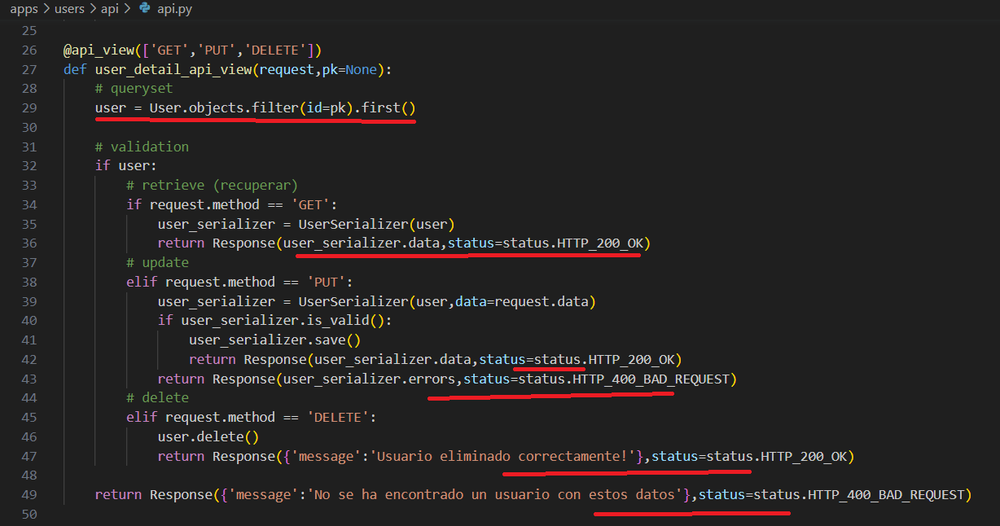 apps > users > api > api.py
25
26 @api_view(['GET','PUT','DELETE'])
27 def user_detail_api_view(request,pk=None):
28     # queryset
29     user = User.objects.filter(id=pk).first()
30
31     # validation
32     if user:
33         # retrieve (recuperar)
34         if request.method == 'GET':
35             user_serializer = UserSerializer(user)
36             return Response(user_serializer.data,status=status.HTTP_200_OK)
37         # update
38         elif request.method == 'PUT':
39             user_serializer = UserSerializer(user,data=request.data)
40             if user_serializer.is_valid():
41                 user_serializer.save()
42                 return Response(user_serializer.data,status=status.HTTP_200_OK)
43             return Response(user_serializer.errors,status=status.HTTP_400_BAD_REQUEST)
44         # delete
45         elif request.method == 'DELETE':
46             user.delete()
47             return Response({'message':'Usuario eliminado correctamente!'},status=status.HTTP_200_OK)
48
49     return Response({'message':'No se ha encontrado un usuario con estos datos'},status=status.HTTP_400_BAD_REQUEST)
50